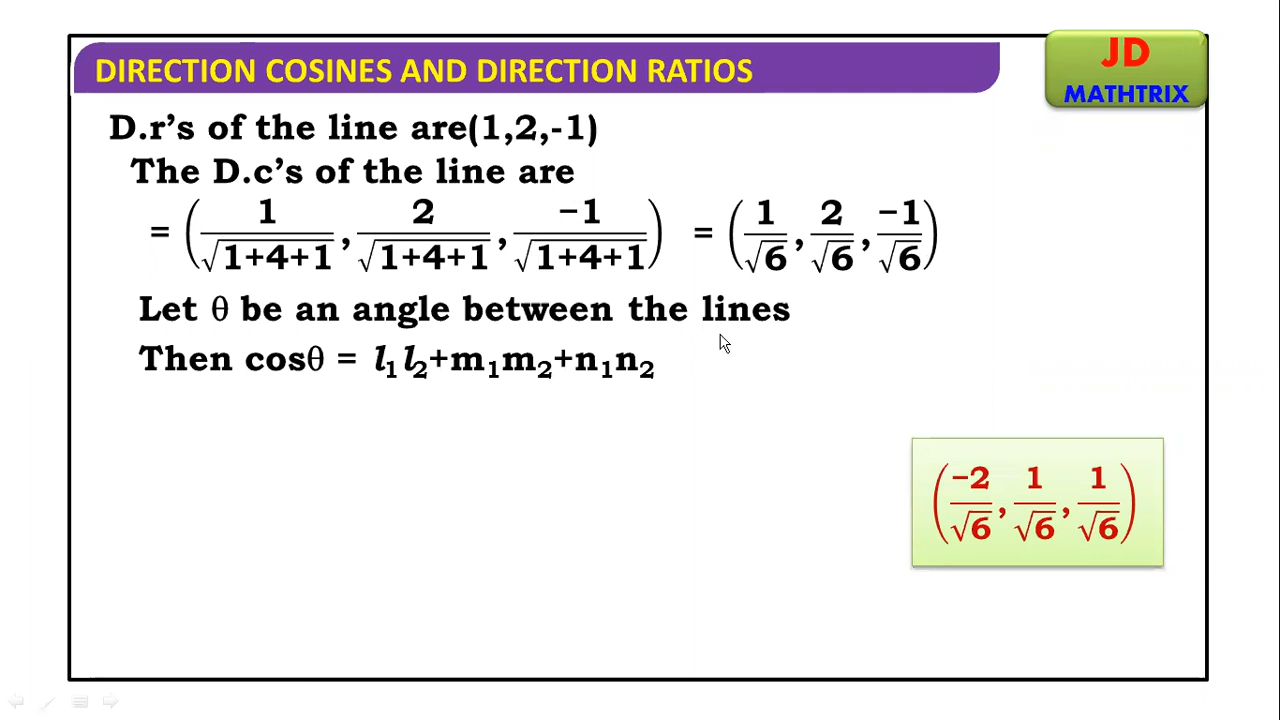 DIRECTION COSINES AND DIRECTION RATIOS
JD
MATHTRIX
D.r’s of the line are(1,2,-1)
The D.c’s of the line are
= (1/√1+4+1, 2/√1+4+1, −1/√1+4+1) = (1/√6, 2/√6, −1/√6)
Let θ be an angle between the lines
Then cosθ = l₁l₂+m₁m₂+n₁n₂
(−2/√6, 1/√6, 1/√6)